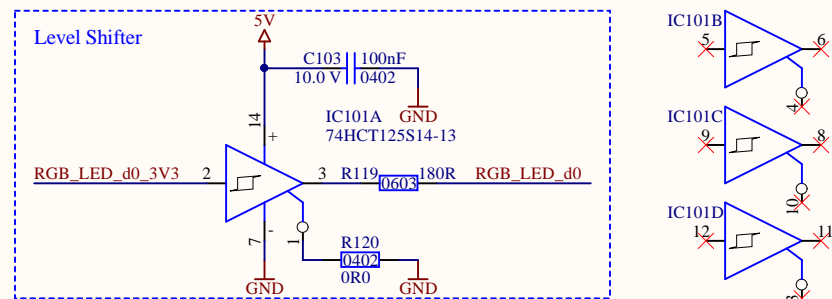 5V
Level Shifter
C103 100nF
10.0 V 0402
14
+
IC101A
GND
74HCT125S14-13
RGB_LED_d0_3V3
2
3
R119
0603
180R
RGB_LED_d0
7
-
1
R120
0402
0R0
GND
GND
IC101B
5
6
4
IC101C
9
8
10
IC101D
12
11